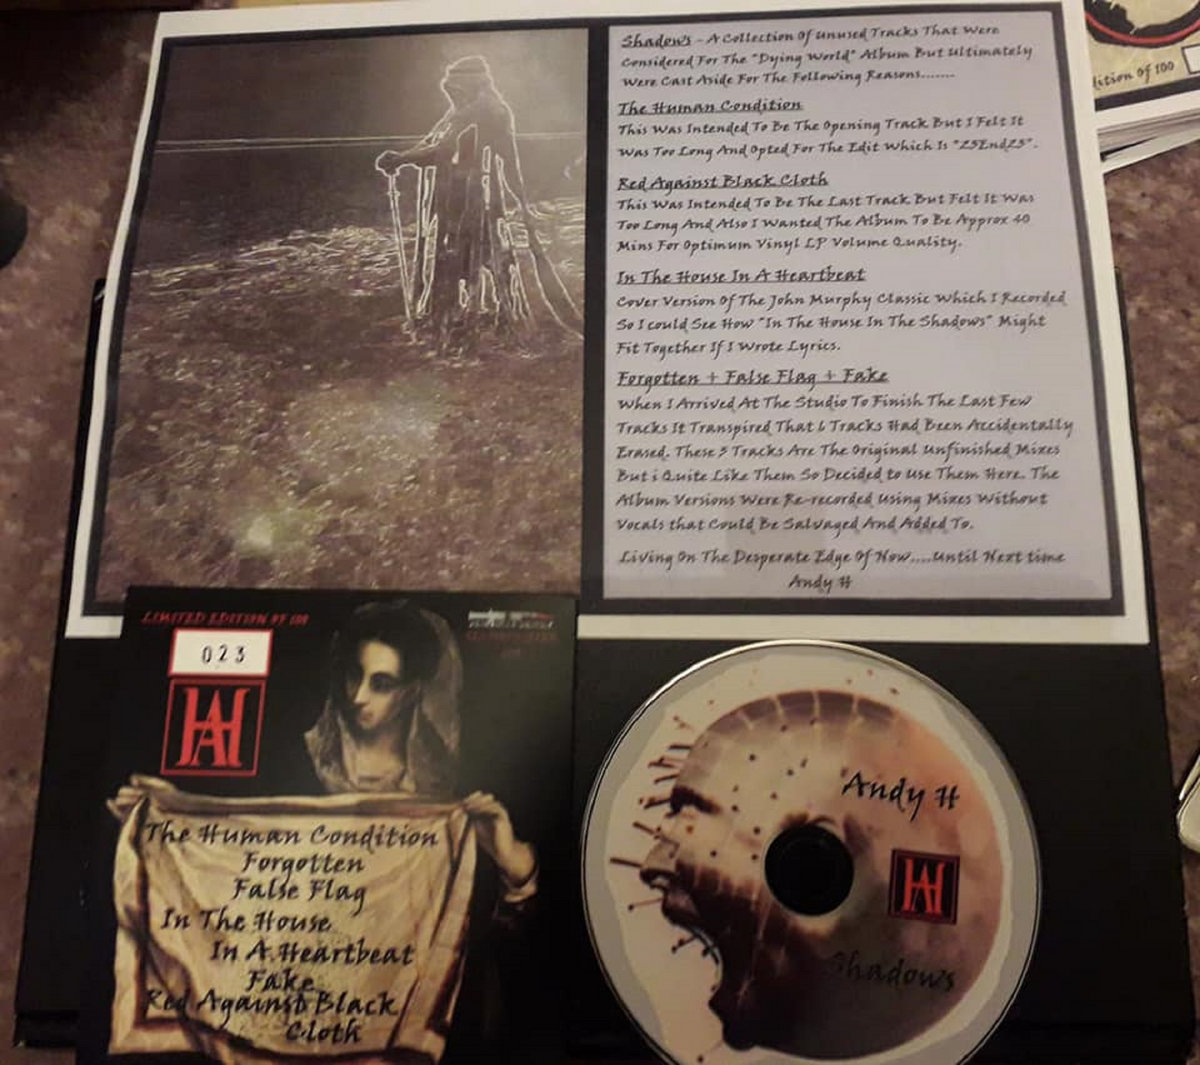 Shadows - A Collection Of Unused Tracks That Were
Considered For The "Dying World" Album But Ultimately
Were Cast Aside For The Following Reasons.......
The Human Condition
This Was Intended To Be The Opening Track But I Felt It
Was Too Long And Opted For The Edit Which Is "23End23".
Red Against Black Cloth
This Was Intended To Be The Last Track But Felt It Was
Too Long And Also I Wanted The Album To Be Approx 40
Mins For Optimum Vinyl LP Volume Quality.
In The House In A Heartbeat
Cover Version Of The John Murphy Classic Which I Recorded
So I could See How "In The House In The Shadows" Might
Fit Together If I Wrote Lyrics.
Forgotten + False Flag + Fake
When I Arrived At The Studio To Finish The Last Few
Tracks It Transpired That 6 Tracks Had Been Accidentally
Erased. These 3 Tracks Are The Original Unfinished Mixes
But i Quite Like Them So Decided to Use Them Here. The
Album Versions Were Re-recorded Using Mixes Without
Vocals that Could Be Salvaged And Added To.
Living On The Desperate Edge Of Now....Until Next time
Andy H
dition Of 100
LIMITED EDITION OF 100
023
AH
The Human Condition
Forgotten
False Flag
In The House
In A Heartbeat
Fake
Red Against Black
Cloth
Andy H
AH
Shadows